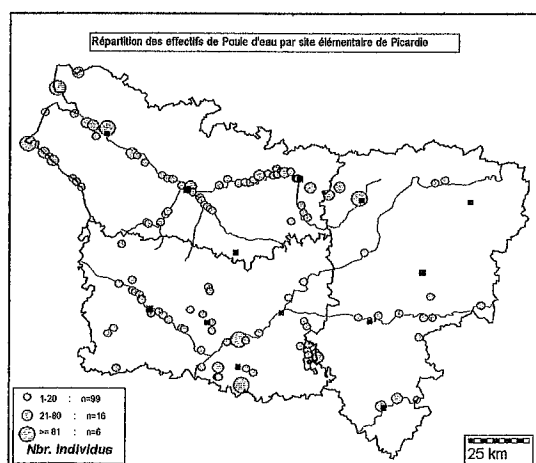 Répartition des effectifs de Poule d'eau par site élémentaire de Picardie
1-20 : n=99
21-80 : n=16
>= 81 : n=6
Nbr. Individus
25 km